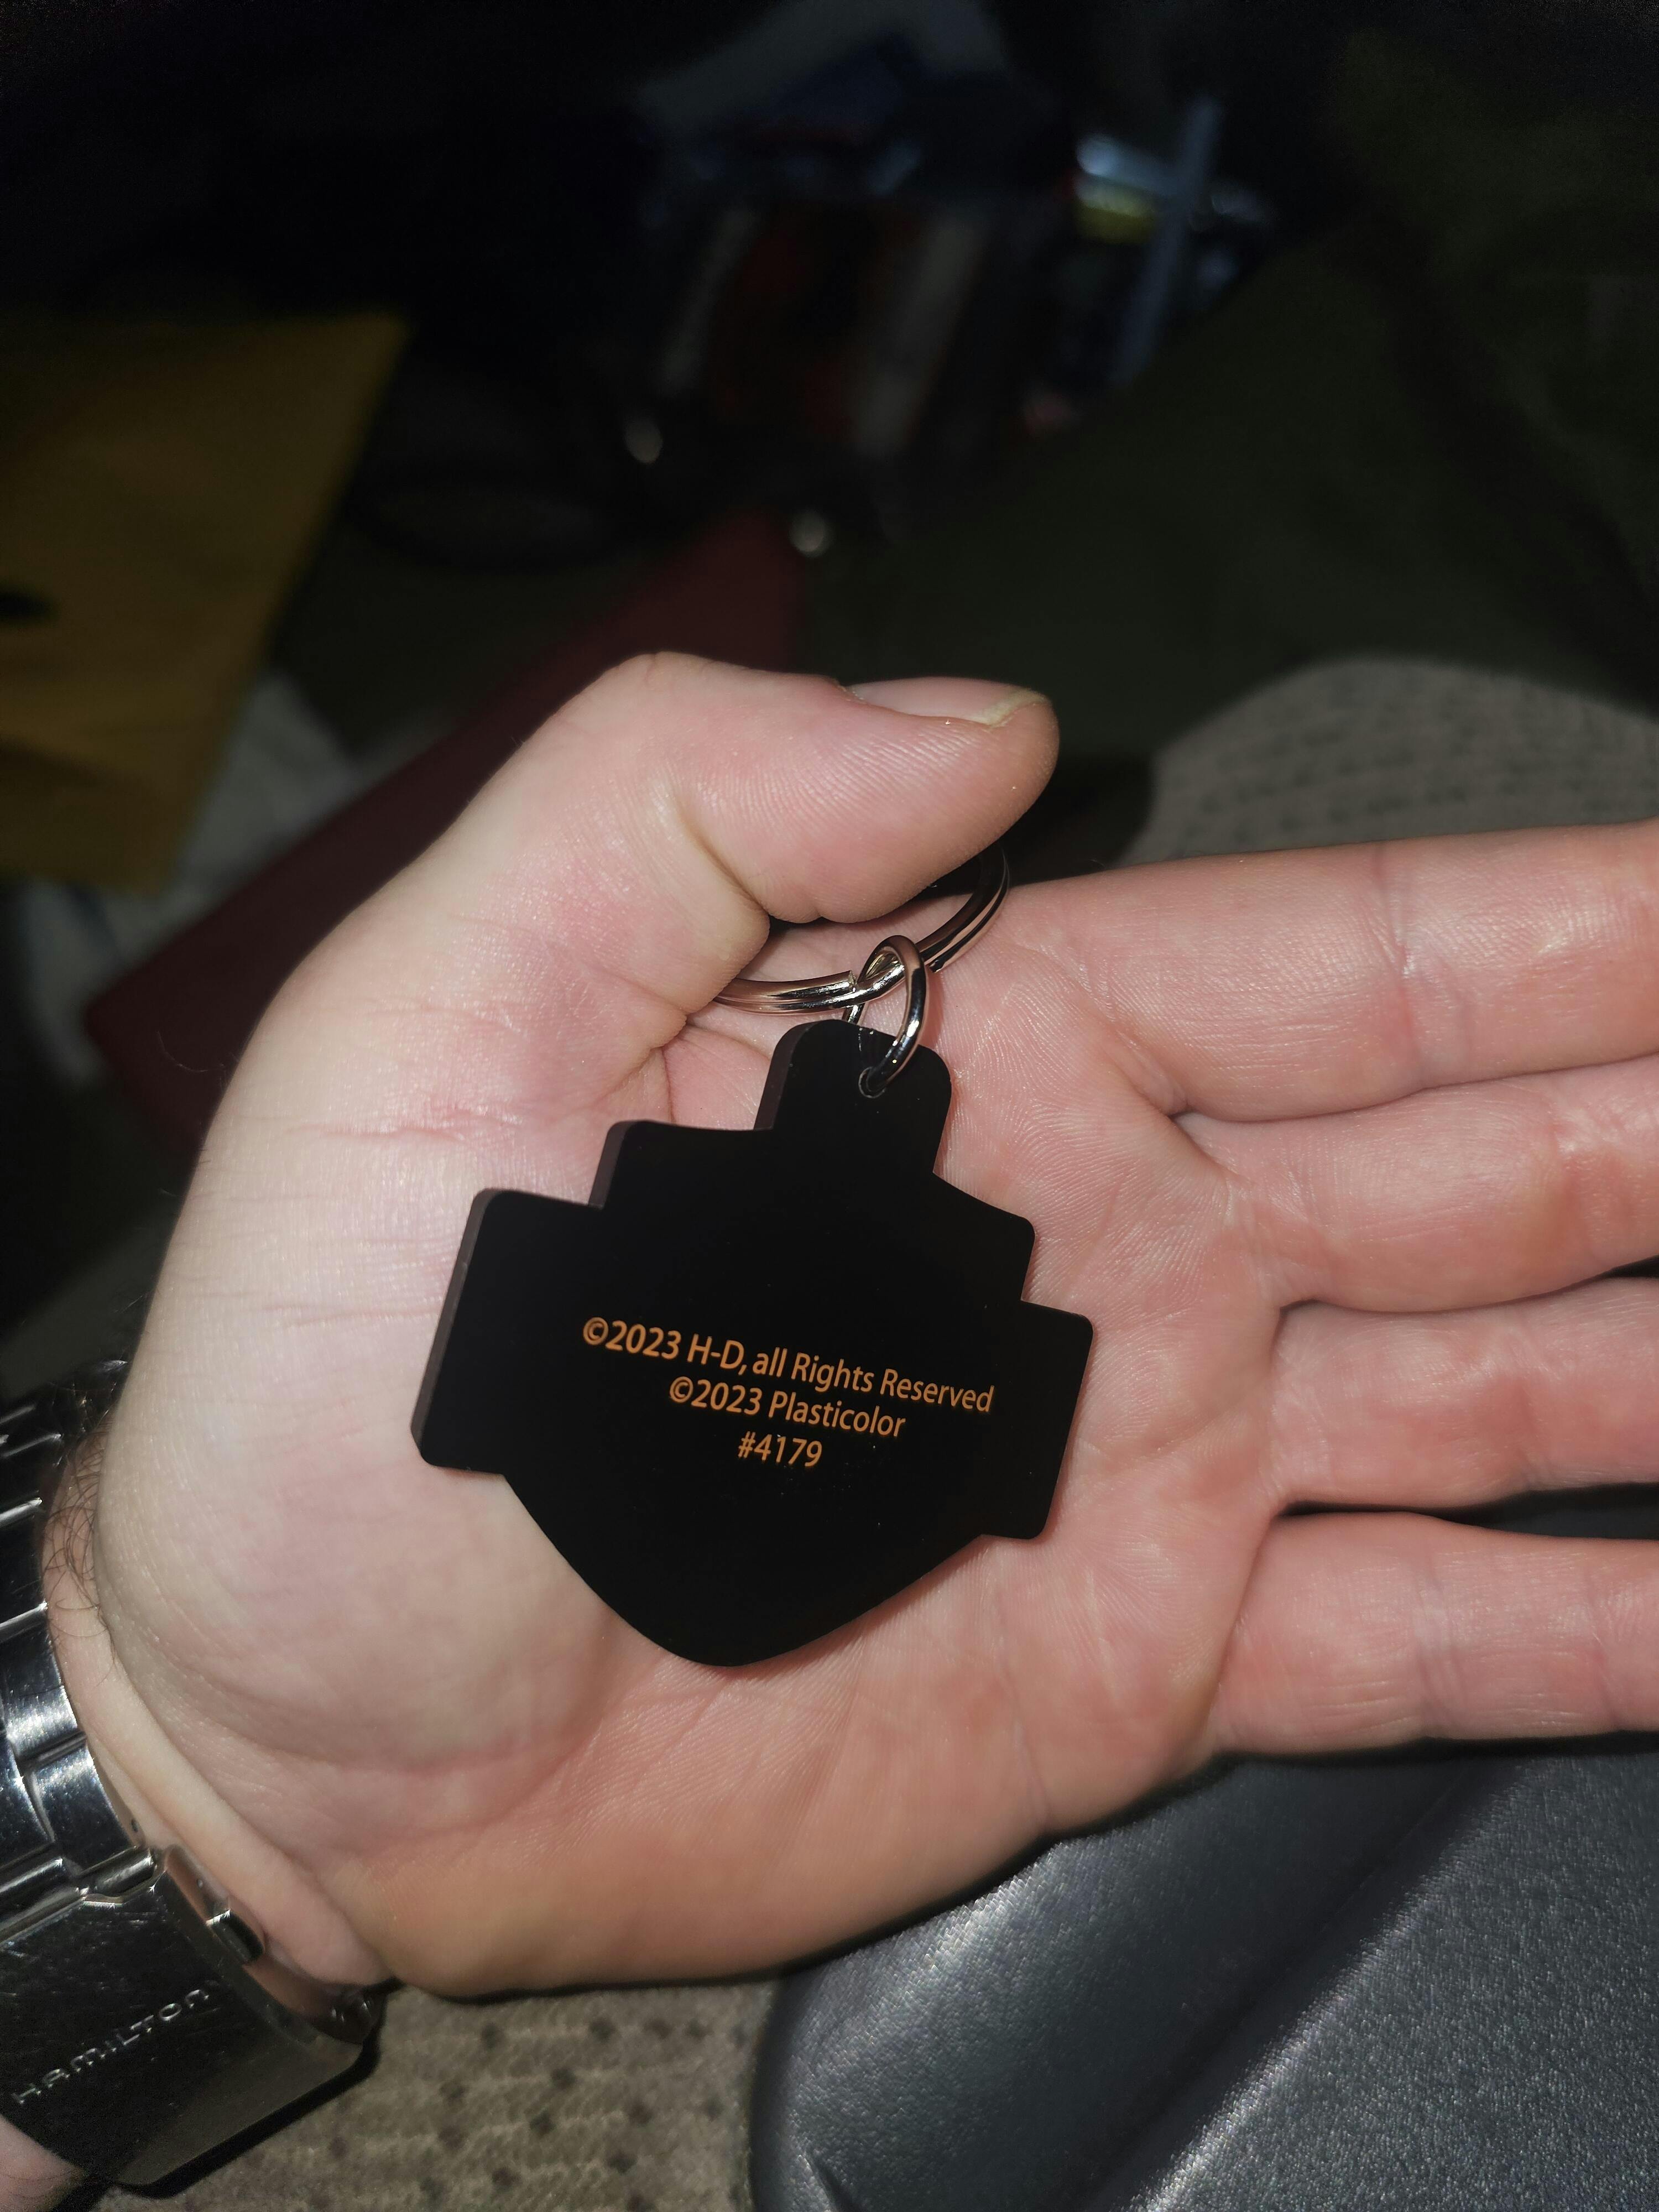 ©2023 H-D, all Rights Reserved
©2023 Plasticolor
#4179
HAMILTON